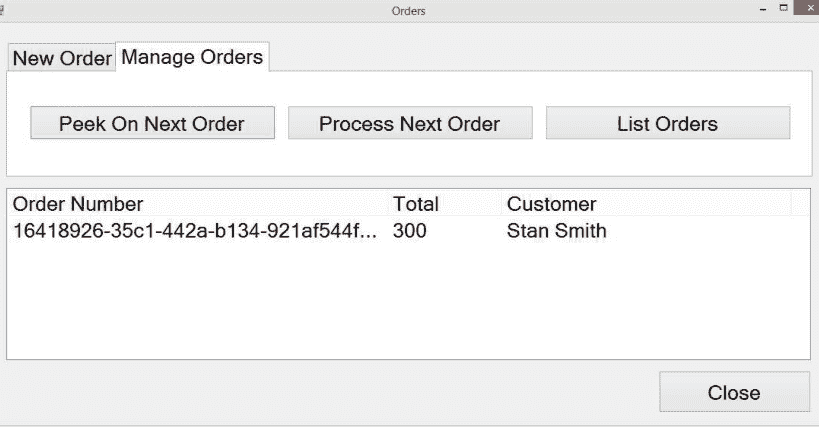 Orders
New Order Manage Orders
Peek On Next Order Process Next Order List Orders
Order Number Total Customer
16418926-35c1-442a-b134-921af544f... 300 Stan Smith
Close